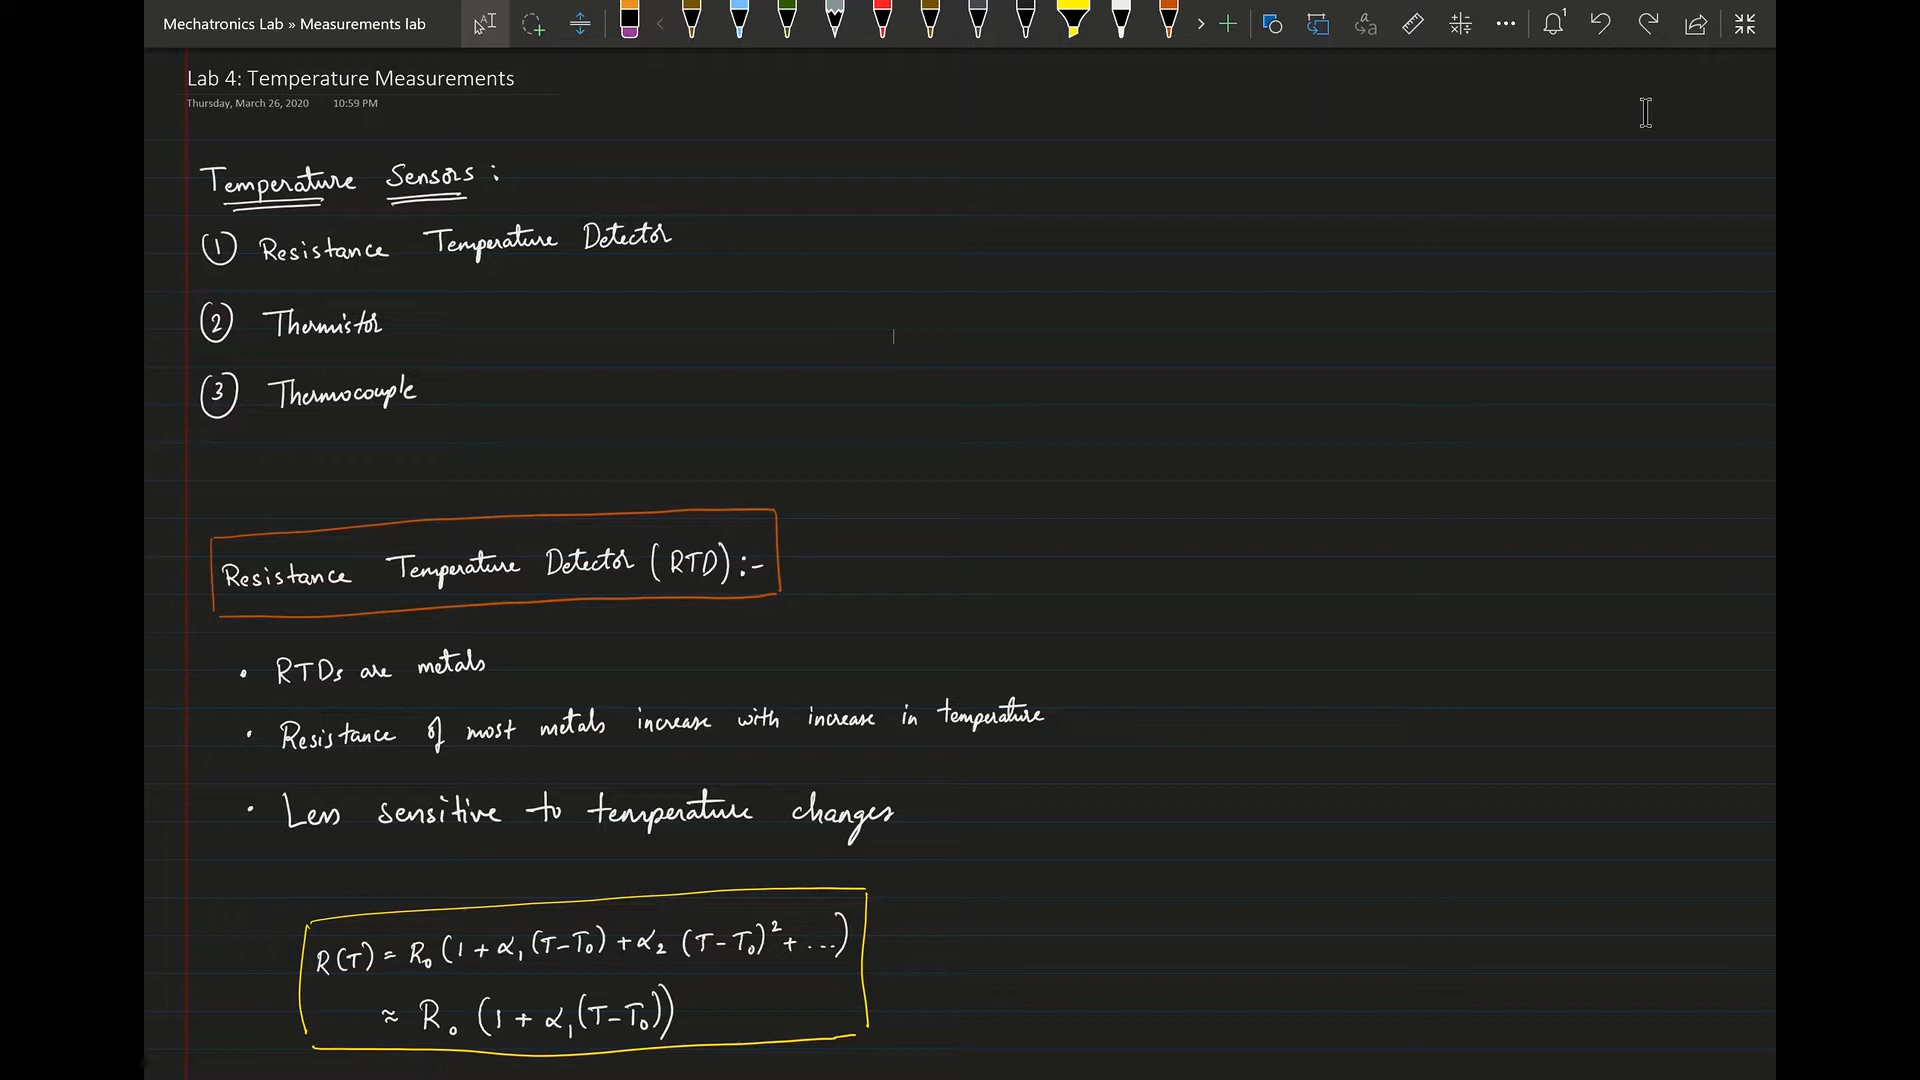 Mechatronics Lab » Measurements lab
Lab 4: Temperature Measurements
Thursday, March 26, 2020 10:59 PM
Temperature Sensors :
① Resistance Temperature Detector
② Thermistor
③ Thermocouple
Resistance Temperature Detector (RTD) :-
• RTDs are metals
• Resistance of most metals increase with increase in temperature
• Less sensitive to temperature changes
R(T) = R₀ (1 + α₁ (T-T₀) + α₂ (T-T₀)² + ...)
≈ R₀ (1 + α₁ (T-T₀))